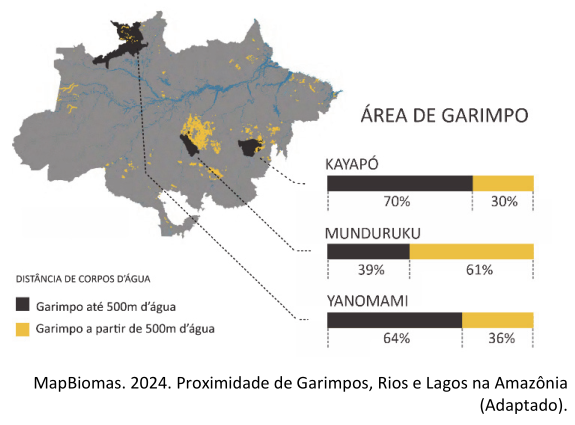 ÁREA DE GARIMPO
KAYAPÓ
70% 30%
MUNDURUKU
39% 61%
YANOMAMI
64% 36%
DISTÂNCIA DE CORPOS D'ÁGUA
Garimpo até 500m d'água
Garimpo a partir de 500m d'água
MapBiomas. 2024. Proximidade de Garimpos, Rios e Lagos na Amazônia
(Adaptado).